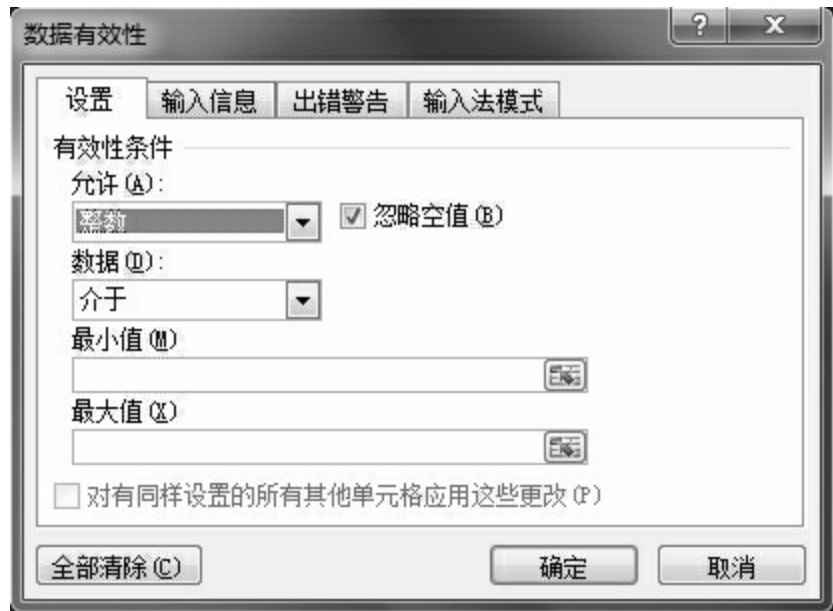 数据有效性
设置 输入信息 出错警告 输入法模式
有效性条件
允许(A):
整数 忽略空值(B)
数据(D):
介于
最小值(M)
最大值(X)
对有同样设置的所有其他单元格应用这些更改(P)
全部清除(C) 确定 取消